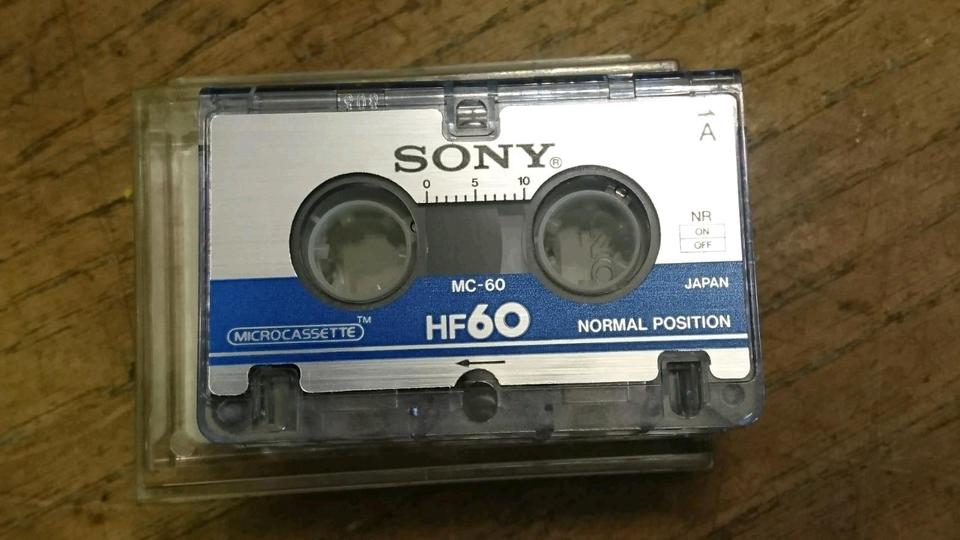 SONY®
0 5 10
A
NR
ON
OFF
MC-60
JAPAN
MICROCASSETTE™
HF60
NORMAL POSITION